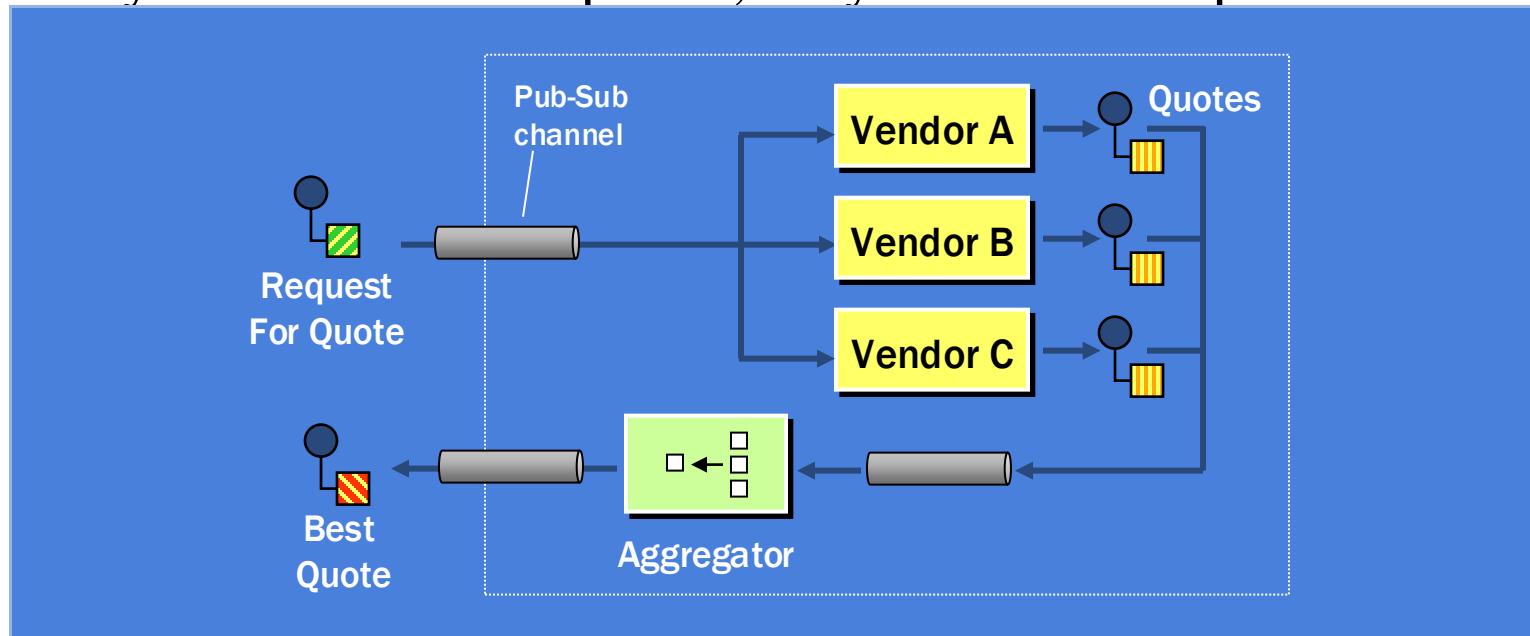 Pub-Sub
channel
Vendor A
Quotes
Vendor B
Vendor C
Request
For Quote
Best
Quote
Aggregator